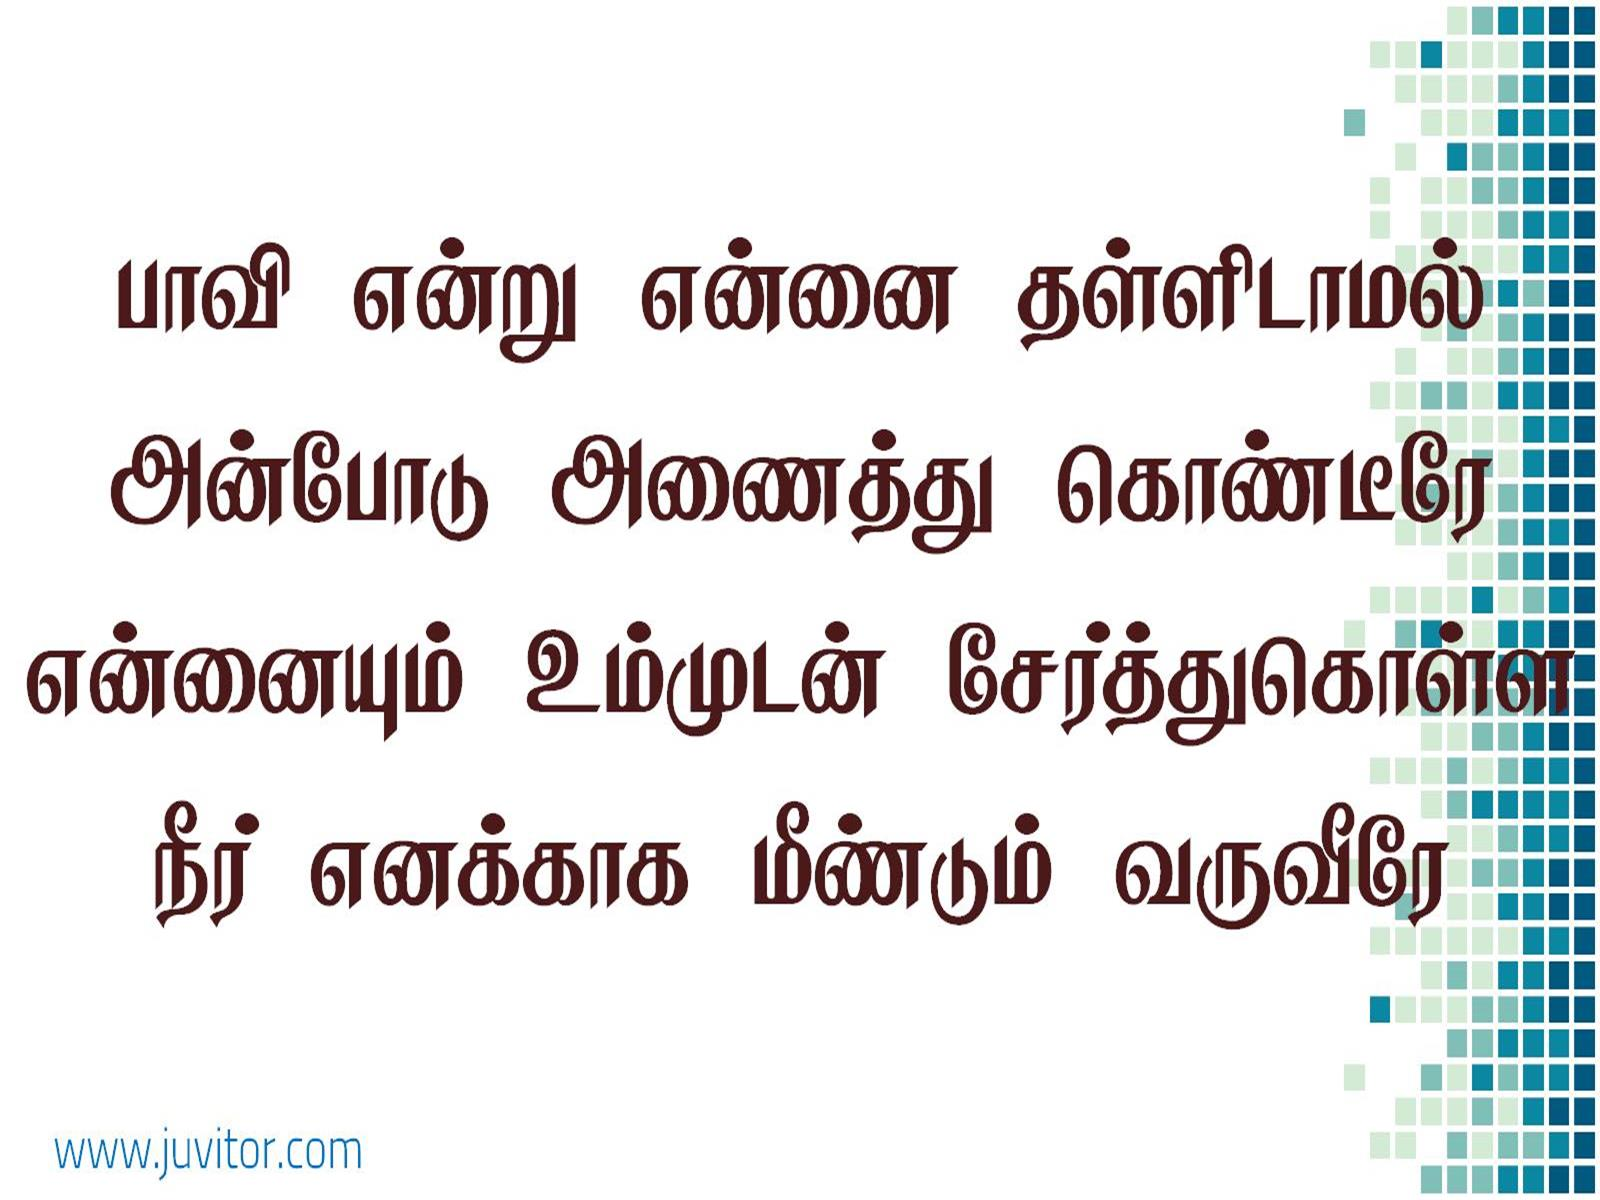 பாவி என்று என்னை தள்ளிடாமல்
அன்போடு அணைத்து கொண்டீரே
என்னையும் உம்முடன் சேர்த்துகொள்ள
நீர் எனக்காக மீண்டும் வருவீரே
www.juvitor.com